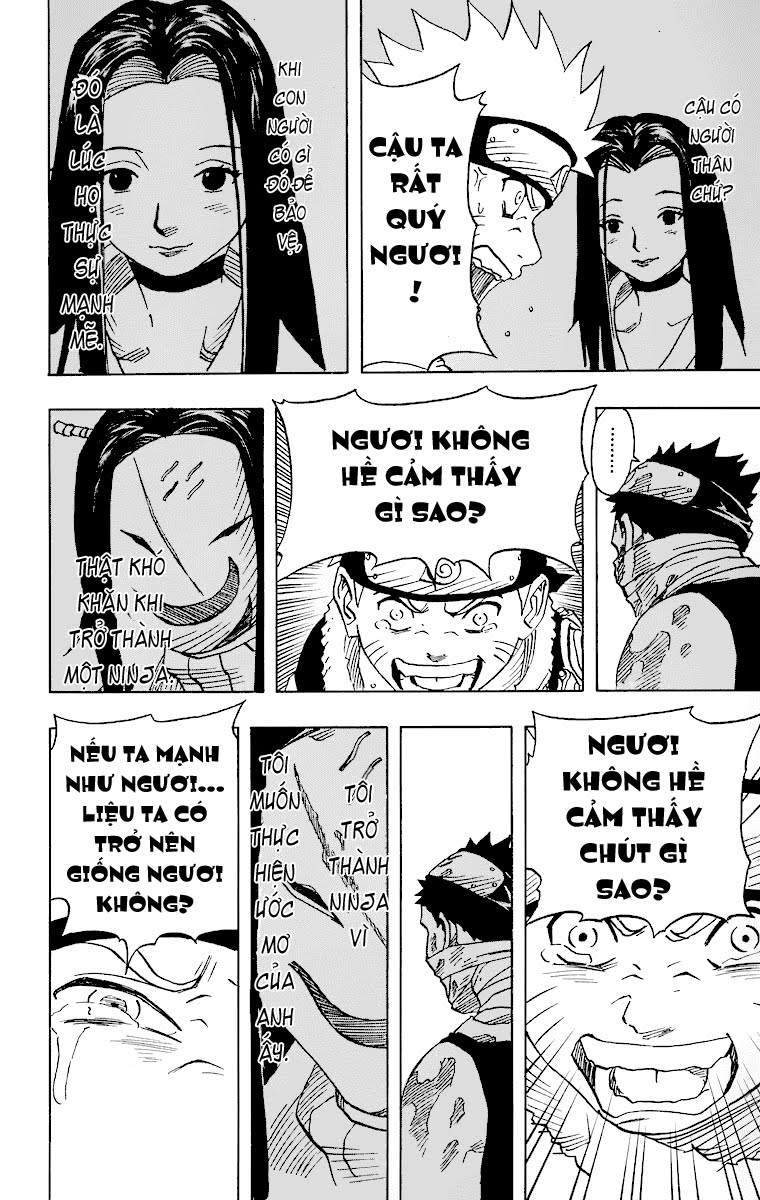 CẬU CÓ
NGƯỜI
THÂN
CHỨ?
CẬU TA
RẤT
QUÝ
NGƯƠI
!
KHI
CON
NGƯỜI
CÓ GÌ
ĐÓ ĐỂ
BẢO
VỆ,
ĐÓ
LÀ
LÚC
HỌ
THỰC
SỰ
MẠNH
MẼ.
.......
NGƯƠI KHÔNG
HỀ CẢM THẤY
GÌ SAO?
THẬT KHÓ
KHĂN KHI
TRỞ THÀNH
MỘT NINJA.
NGƯƠI
KHÔNG HỀ
CẢM THẤY
CHÚT GÌ
SAO?
TÔI
TRỞ
THÀNH
NINJA
VÌ
TÔI
MUỐN
THỰC
HIỆN
ƯỚC
MƠ
CỦA
ANH
ẤY.
NẾU TA MẠNH
NHƯ NGƯƠI...
LIỆU TA CÓ
TRỞ NÊN
GIỐNG NGƯƠI
KHÔNG?